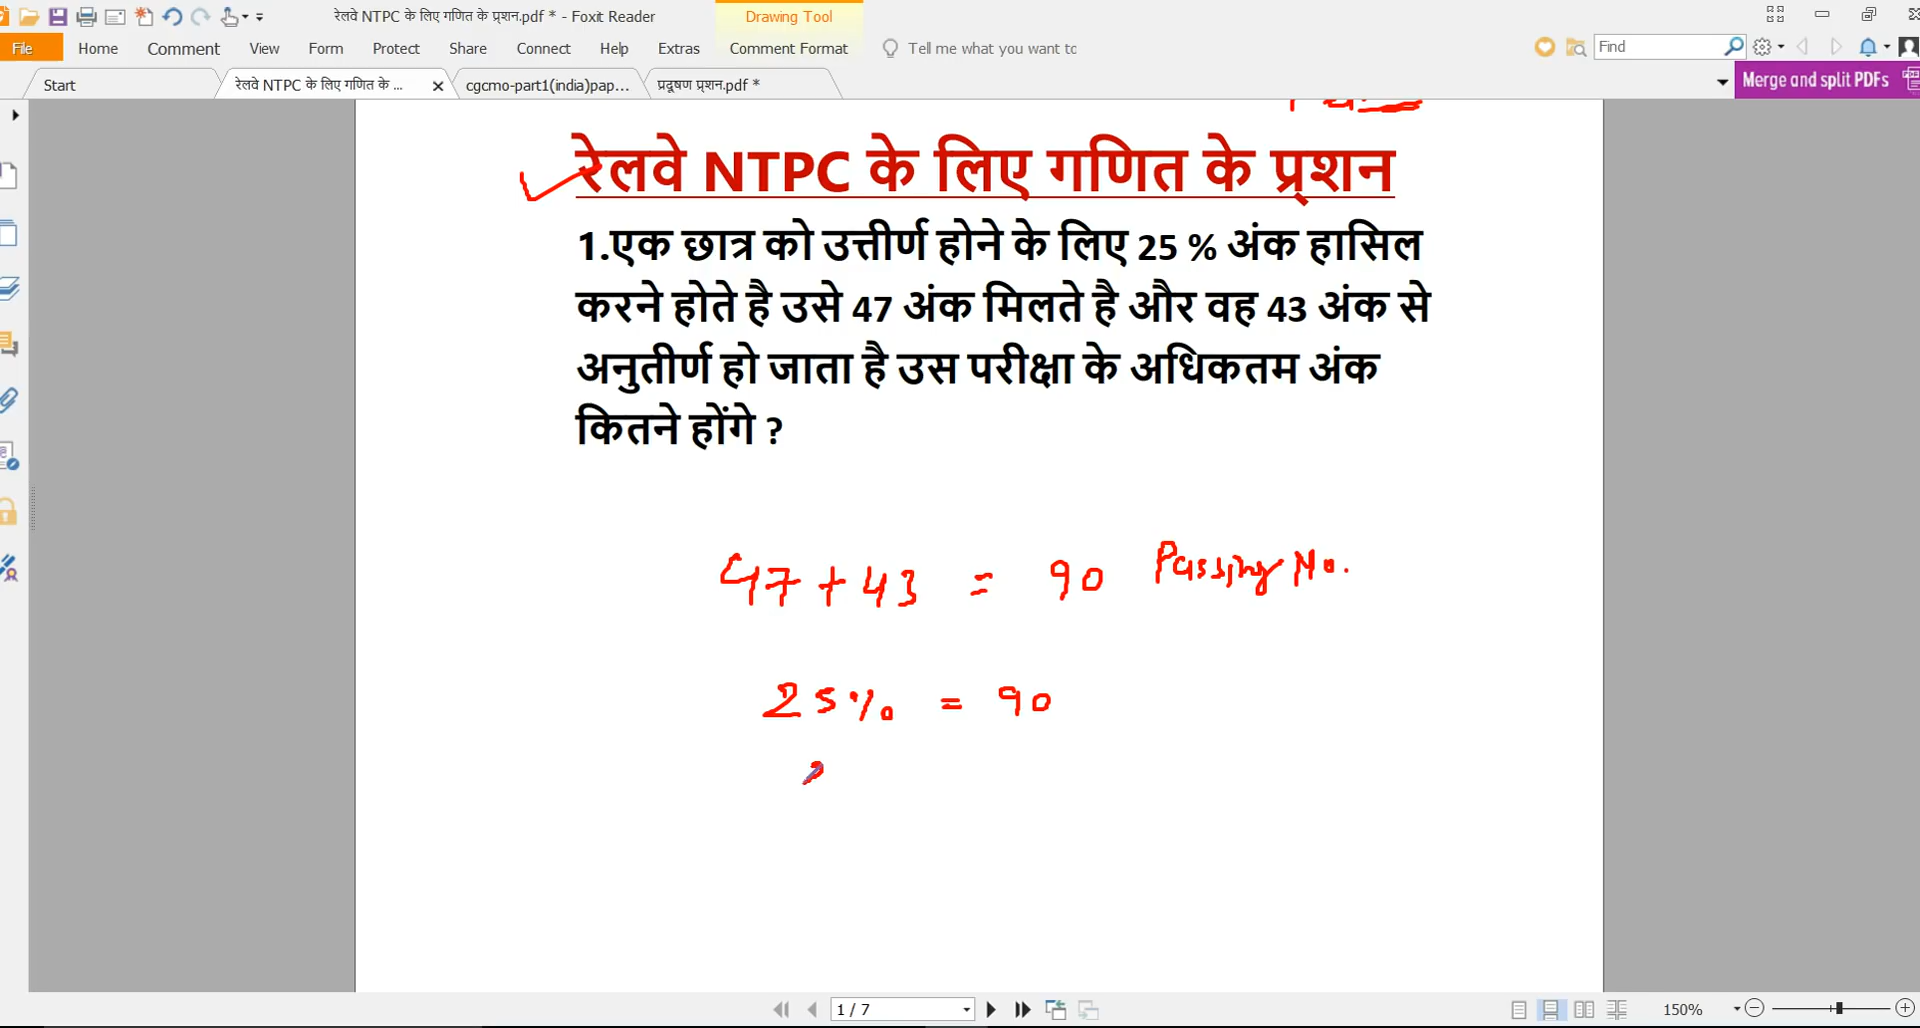 रेलवे NTPC के लिए गणित के प्रशन.pdf * - Foxit Reader
Drawing Tool
File Home Comment View Form Protect Share Connect Help Extras Comment Format Tell me what you want to Find
Start रेलवे NTPC के लिए गणित के ... cgcmo-part1(india)pap... प्रदूषण प्रशन.pdf * Merge and split PDFs
रेलवे NTPC के लिए गणित के प्रशन
1.एक छात्र को उत्तीर्ण होने के लिए 25 % अंक हासिल
करने होते है उसे 47 अंक मिलते है और वह 43 अंक से
अनुतीर्ण हो जाता है उस परीक्षा के अधिकतम अंक
कितने होंगे ?
47 + 43 = 90 Passing No.
25% = 90
1 / 7 150%